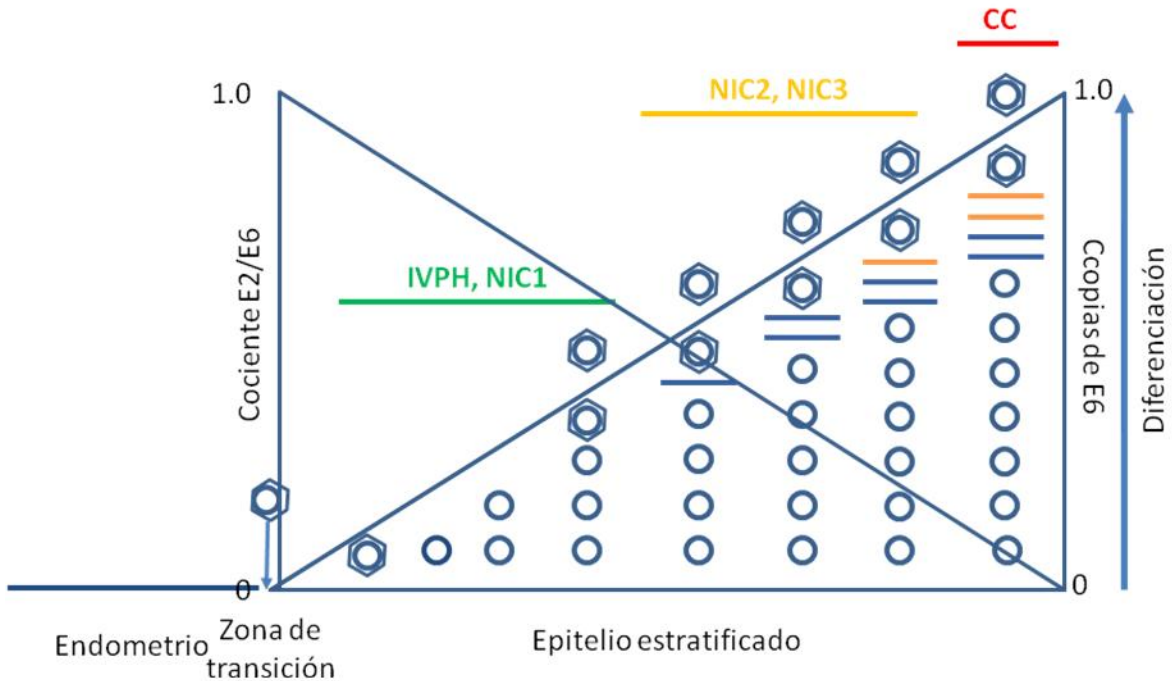 CC
1.0
NIC2, NIC3
1.0
Cociente E2/E6
IVPH, NIC1
Ccopias de E6
Diferenciación
0
0
Endometrio
Zona de
transición
Epitelio estratificado